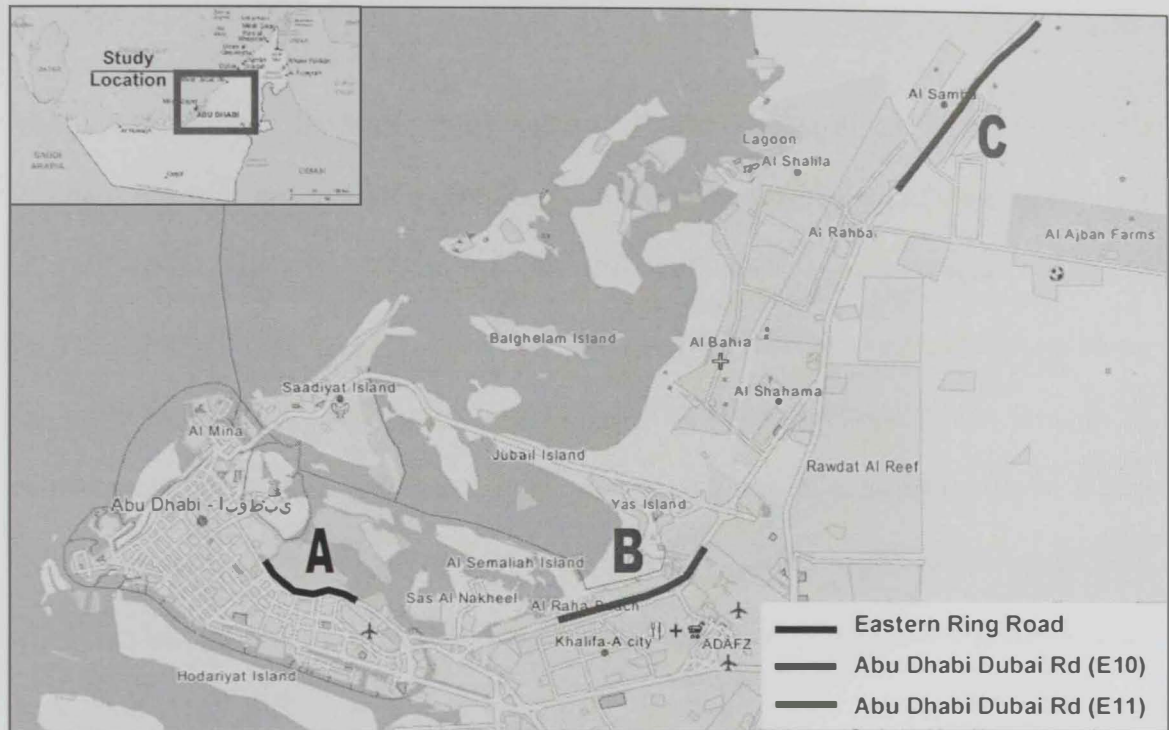 Study
Location
ABU DHABI
SAUDI
ARABIA
OMAN
Al Samha
C
Lagoon
Al Shalila
Al Rahba
Al Ajban Farms
Balghelam Island
Al Bahia
Saadiyat Island
Al Shahama
Al Mina
Jubail Island
Rawdat Al Reef
Yas Island
Abu Dhabi - أبوظبي
A
B
Al Semaliah Island
Sas Al Nakheel
Al Raha Beach
Khalifa-A city
ADAFZ
Hodariyat Island
Eastern Ring Road
Abu Dhabi Dubai Rd (E10)
Abu Dhabi Dubai Rd (E11)